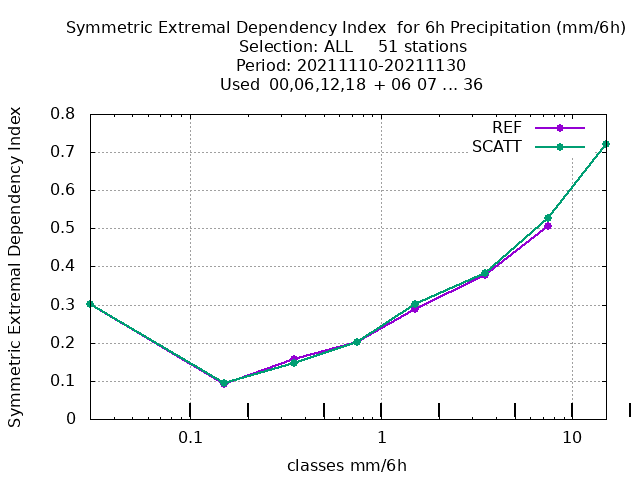 Symmetric Extremal Dependency Index  for 6h Precipitation (mm/6h)
Selection: ALL     51 stations
Period: 20211110-20211130
Used  00,06,12,18  + 06 07 ... 36
Symmetric Extremal Dependency Index
0.8
0.7
0.6
0.5
0.4
0.3
0.2
0.1
0
REF
SCATT
0.1
1
10
classes mm/6h